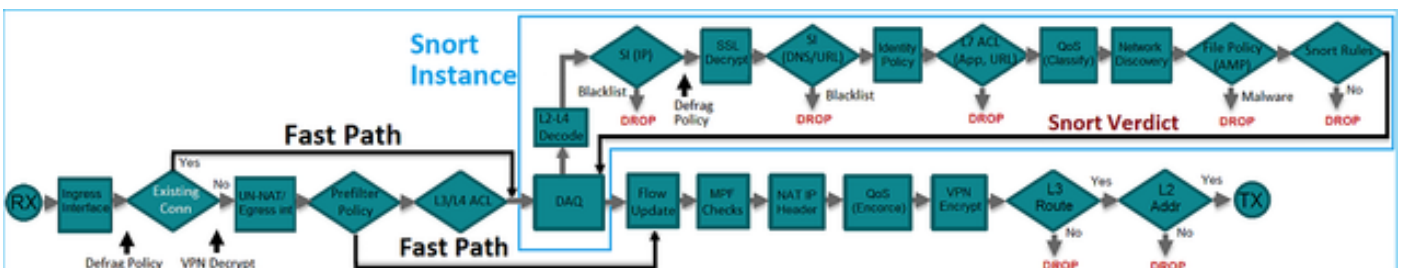 Snort
Instance
SI (IP)
SSL
Decrypt
SI
(DNS/URL)
Identity
Policy
L7 ACL
(App, URL)
QoS
(Classify)
Network
Discovery
File Policy
(AMP)
Snort Rules
Blacklist
DROP
Defrag
Policy
Blacklist
DROP
DROP
Malware
DROP
No
DROP
L2-L4
Decode
Snort Verdict
Fast Path
Yes
RX
Ingress
Interface
Existing
Conn
No
UN-NAT/
Egress int
Prefilter
Policy
L3/L4 ACL
DAQ
Flow
Update
MPF
Checks
NAT IP
Header
QoS
(Encorce)
VPN
Encrypt
L3
Route
Yes
L2
Addr
Yes
TX
Defrag Policy
VPN Decrypt
Fast Path
No
DROP
No
DROP